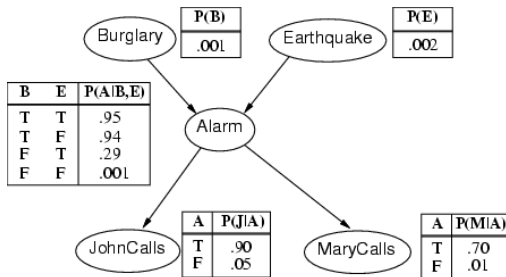 P(B)
.001
Burglary
P(E)
.002
Earthquake
B E P(A|B,E)
T T .95
T F .94
F T .29
F F .001
Alarm
A P(J|A)
T .90
F .05
JohnCalls
A P(M|A)
T .70
F .01
MaryCalls